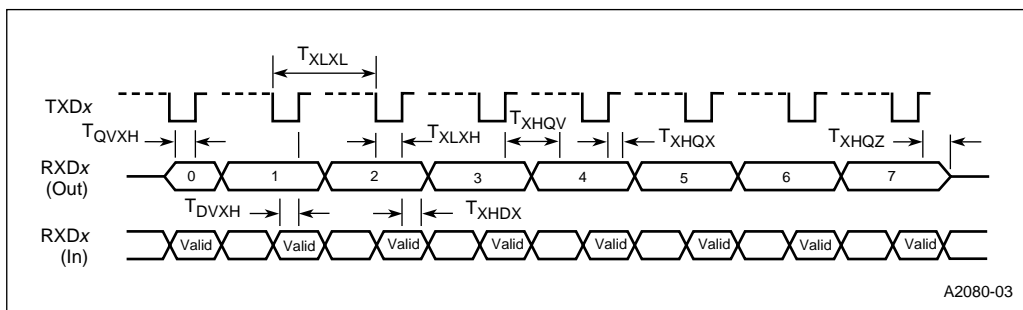 TXLXL
TXDx
TQVXH TXLXH TXHQV TXHQX TXHQZ
RXDx
(Out)
0 1 2 3 4 5 6 7
TDVXH TXHDX
RXDx
(In)
Valid Valid Valid Valid Valid Valid Valid Valid
A2080-03